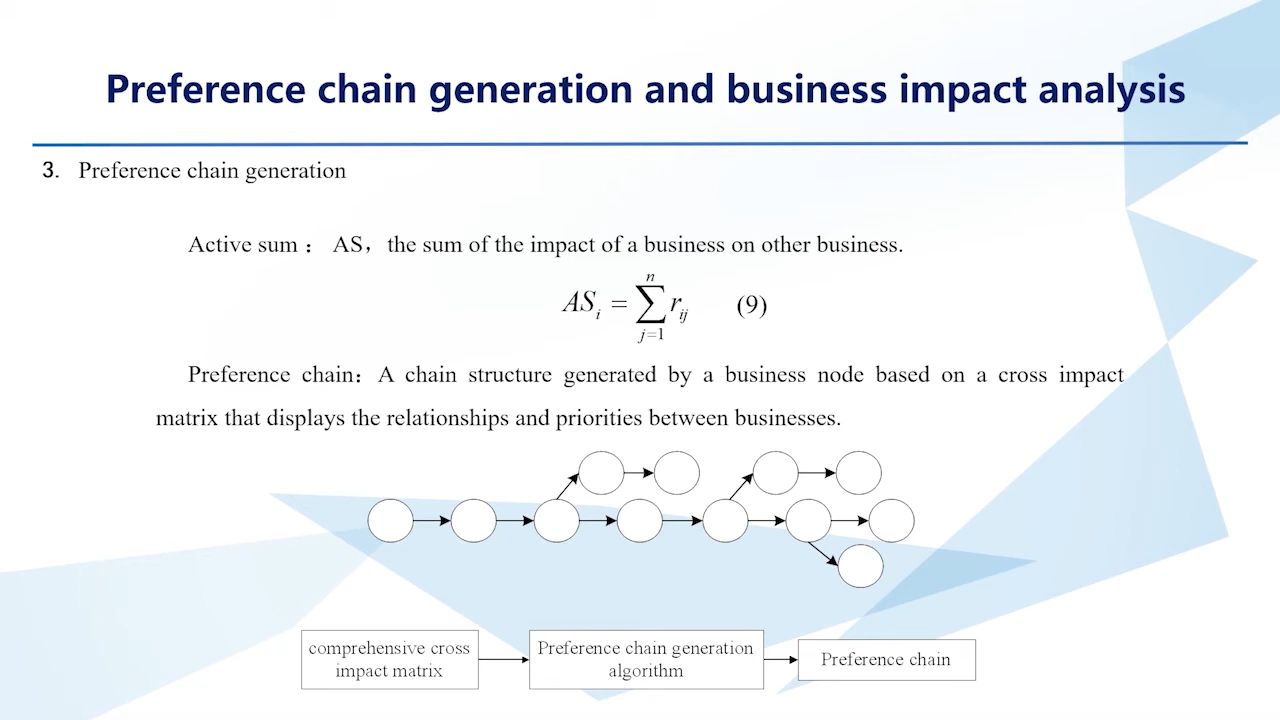 Preference chain generation and business impact analysis
3. Preference chain generation
Active sum： AS，the sum of the impact of a business on other business.
AS_i = \sum_{j=1}^{n} r_{ij} (9)
Preference chain：A chain structure generated by a business node based on a cross impact
matrix that displays the relationships and priorities between businesses.
comprehensive cross
impact matrix
Preference chain generation
algorithm
Preference chain